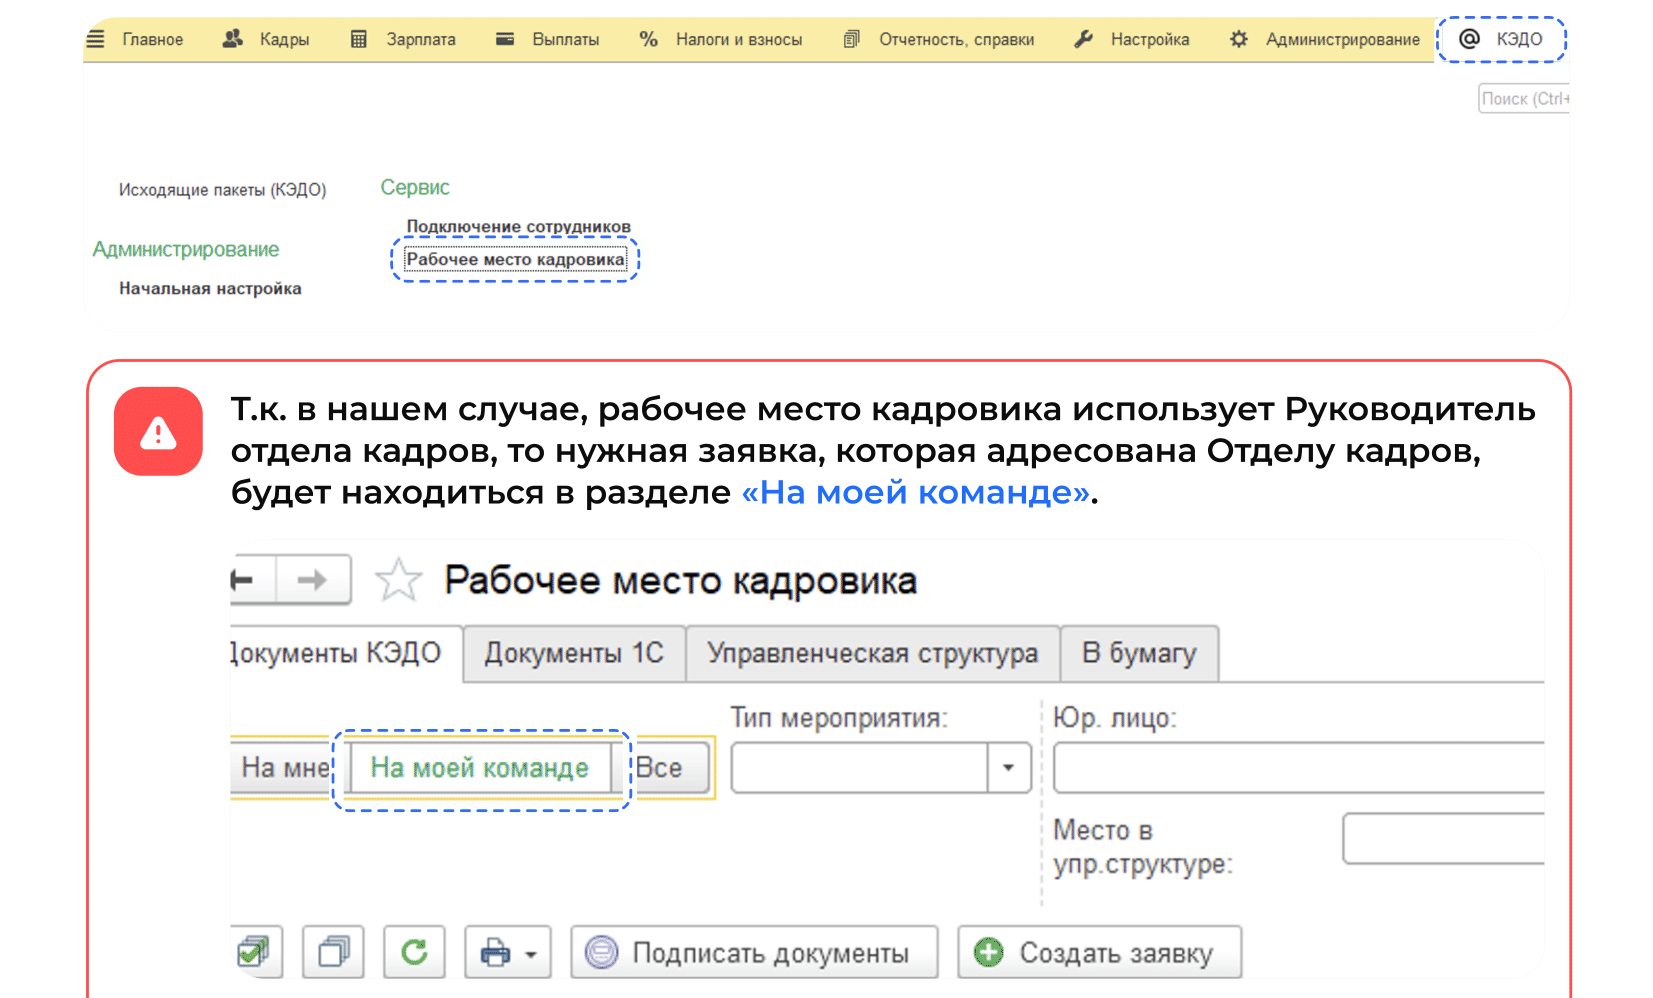 Главное Кадры Зарплата Выплаты % Налоги и взносы Отчетность, справки Настройка Администрирование @ КЭДО
Поиск (Ctrl+
Исходящие пакеты (КЭДО)
Администрирование
Начальная настройка
Сервис
Подключение сотрудников
Рабочее место кадровика
Т.к. в нашем случае, рабочее место кадровика использует Руководитель
отдела кадров, то нужная заявка, которая адресована Отделу кадров,
будет находиться в разделе «На моей команде».
Рабочее место кадровика
Документы КЭДО Документы 1С Управленческая структура В бумагу
Тип мероприятия: Юр. лицо:
На мне На моей команде Все
Место в
упр.структуре:
Подписать документы Создать заявку